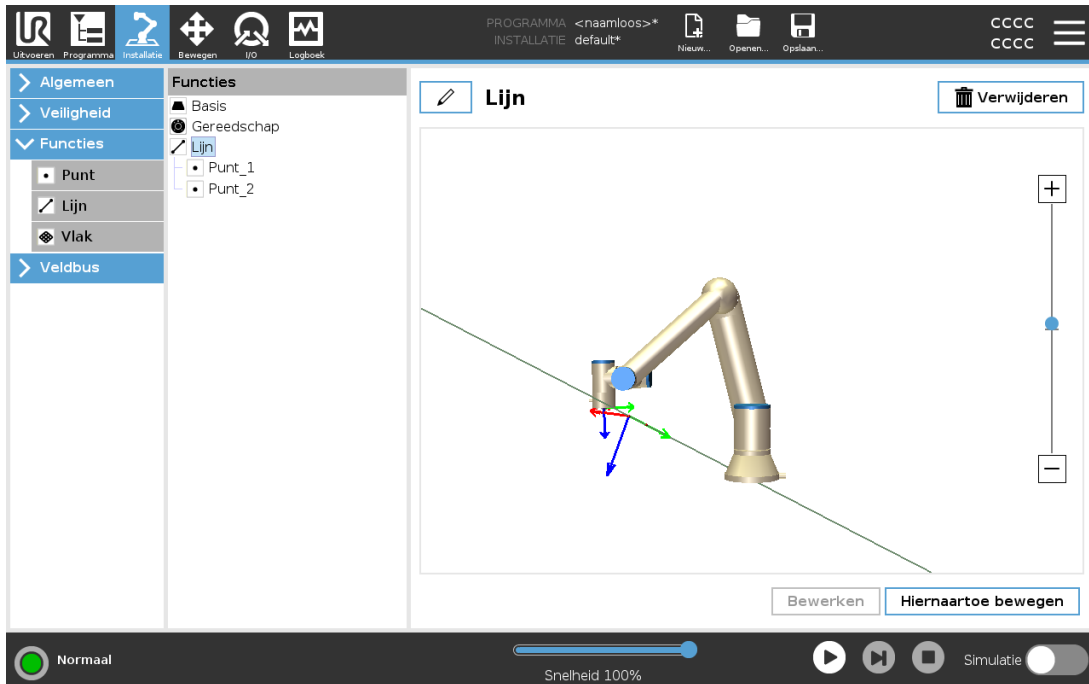 UR
Uitvoeren
Programma
Installatie
Bewegen
I/O
Logboek
PROGRAMMA <naamloos>*
INSTALLATIE default*
Nieuw...
Openen...
Opslaan...
CCCC
CCCC
Algemeen
Veiligheid
Functies
Punt
Lijn
Vlak
Veldbus
Functies
Basis
Gereedschap
Lijn
Punt_1
Punt_2
Lijn
Verwijderen
Bewerken
Hiernaartoe bewegen
Normaal
Snelheid 100%
Simulatie